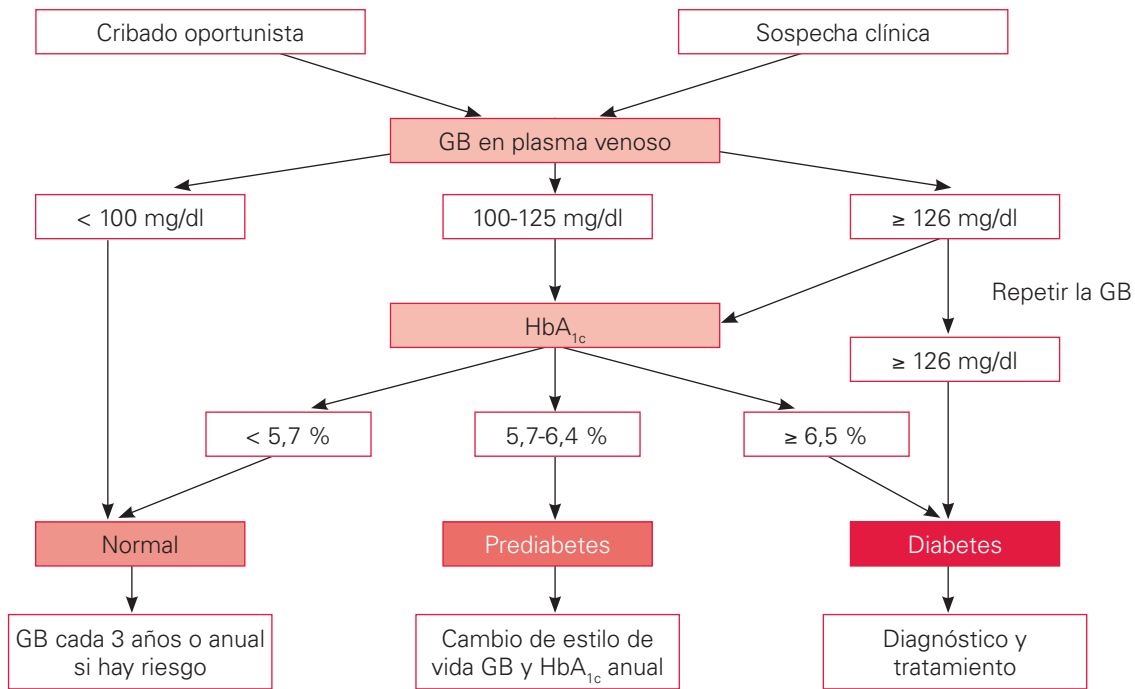 Cribado oportunista
Sospecha clínica
GB en plasma venoso
< 100 mg/dl
100-125 mg/dl
≥ 126 mg/dl
Repetir la GB
HbA1c
≥ 126 mg/dl
< 5,7 %
5,7-6,4 %
≥ 6,5 %
Normal
Prediabetes
Diabetes
GB cada 3 años o anual
si hay riesgo
Cambio de estilo de
vida GB y HbA1c anual
Diagnóstico y
tratamiento